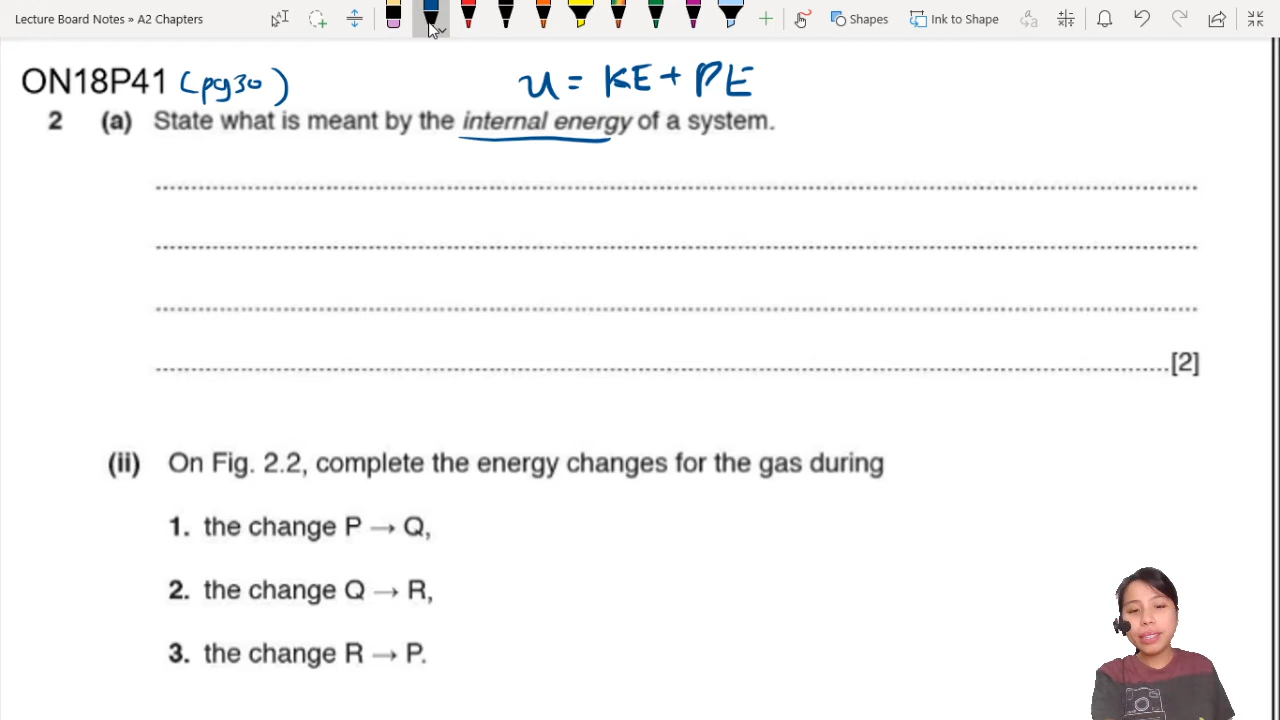 Lecture Board Notes » A2 Chapters
Shapes
Ink to Shape
ON18P41 (pg30)
u = KE + PE
2 (a) State what is meant by the internal energy of a system.
[2]
(ii) On Fig. 2.2, complete the energy changes for the gas during
1. the change P → Q,
2. the change Q → R,
3. the change R → P.